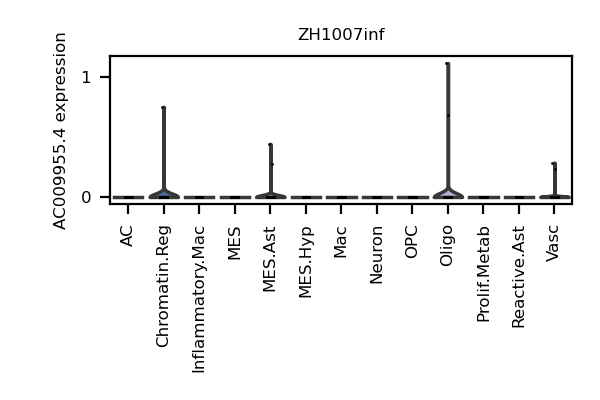 ZH1007inf
AC009955.4 expression
1
0
AC
Chromatin.Reg
Inflammatory.Mac
MES
MES.Ast
MES.Hyp
Mac
Neuron
OPC
Oligo
Prolif.Metab
Reactive.Ast
Vasc